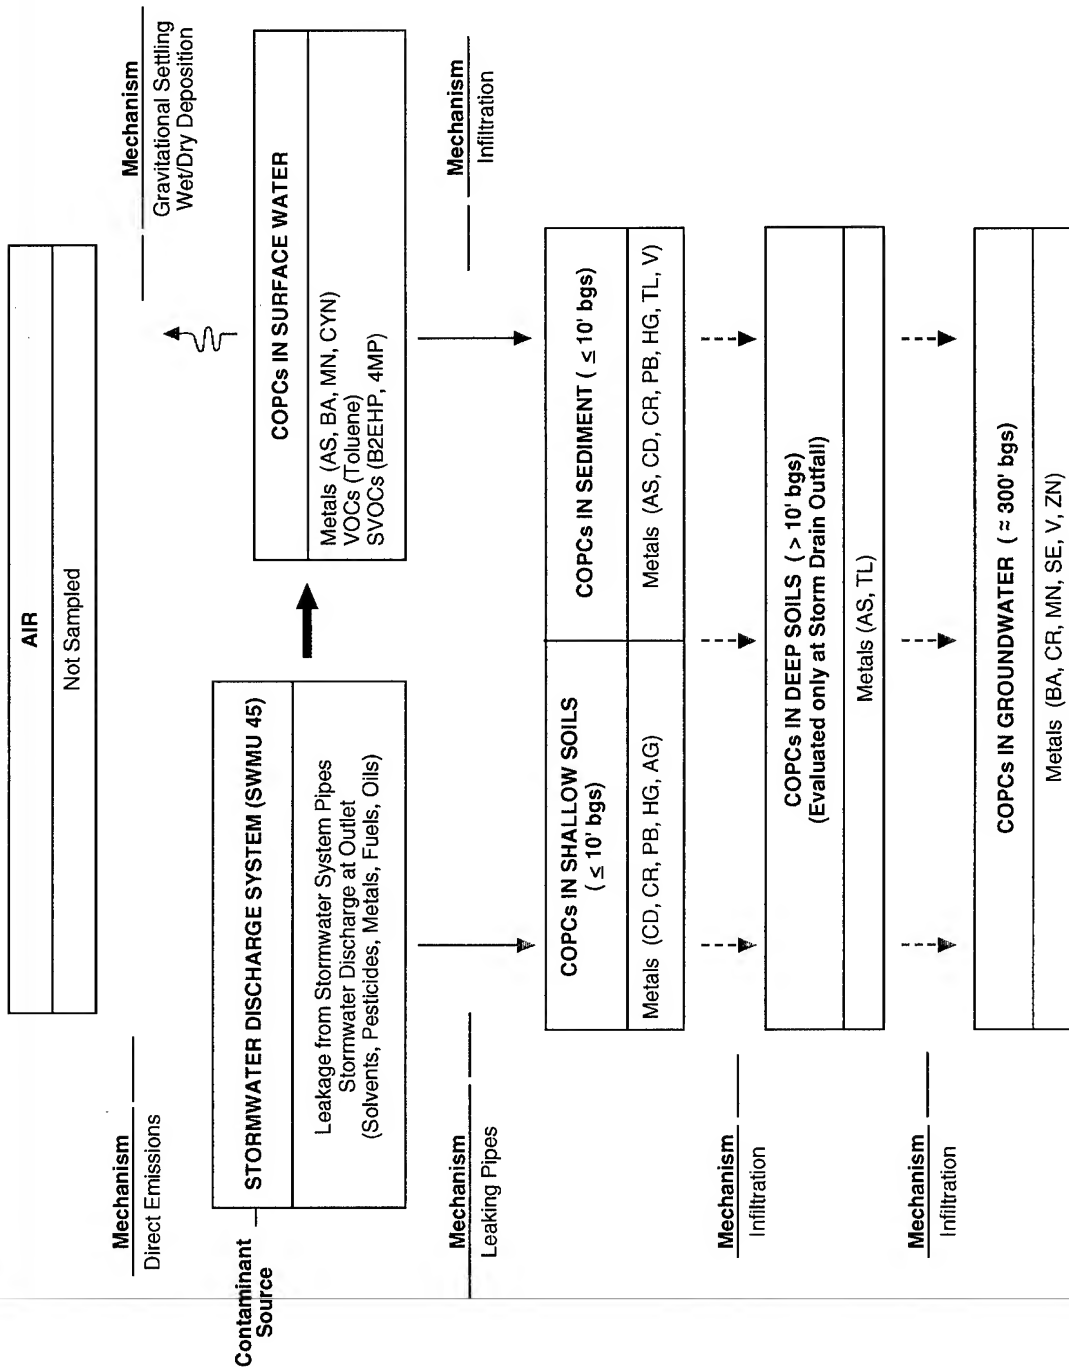 AIR
Not Sampled
Mechanism
Direct Emissions
Mechanism
Gravitational Settling
Wet/Dry Deposition
Contaminant
Source
STORMWATER DISCHARGE SYSTEM (SWMU 45)
Leakage from Stormwater System Pipes
Stormwater Discharge at Outlet
(Solvents, Pesticides, Metals, Fuels, Oils)
COPCs IN SURFACE WATER
Metals (AS, BA, MN, CYN)
VOCs (Toluene)
SVOCs (B2EHP, 4MP)
Mechanism
Leaking Pipes
Mechanism
Infiltration
COPCs IN SHALLOW SOILS
( ≤ 10' bgs)
Metals (CD, CR, PB, HG, AG)
COPCs IN SEDIMENT ( ≤ 10' bgs)
Metals (AS, CD, CR, PB, HG, TL, V)
Mechanism
Infiltration
COPCs IN DEEP SOILS ( > 10' bgs)
(Evaluated only at Storm Drain Outfall)
Metals (AS, TL)
Mechanism
Infiltration
COPCs IN GROUNDWATER ( ≈ 300' bgs)
Metals (BA, CR, MN, SE, V, ZN)